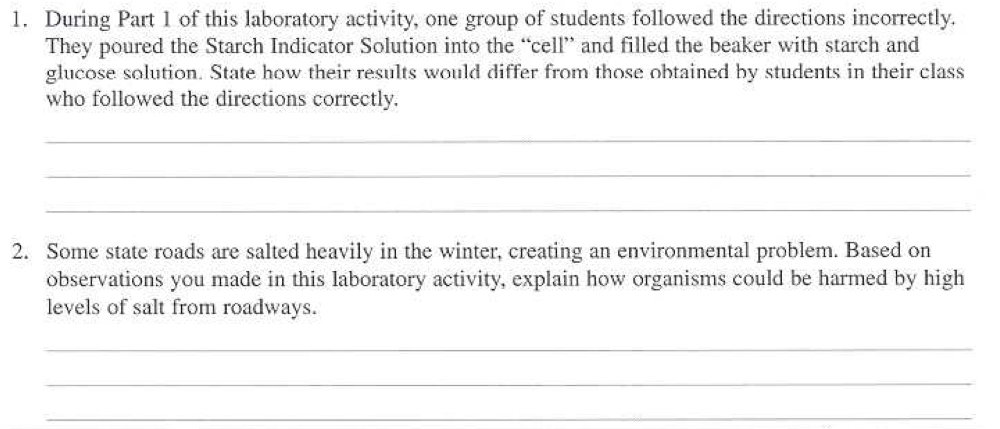 1. During Part 1 of this laboratory activity, one group of students followed the directions incorrectly.
They poured the Starch Indicator Solution into the “cell” and filled the beaker with starch and
glucose solution. State how their results would differ from those obtained by students in their class
who followed the directions correctly.
2. Some state roads are salted heavily in the winter, creating an environmental problem. Based on
observations you made in this laboratory activity, explain how organisms could be harmed by high
levels of salt from roadways.